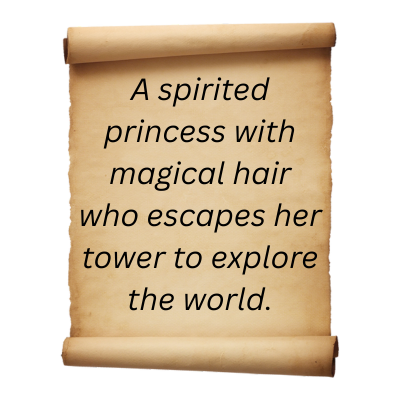 A spirited
princess with
magical hair
who escapes her
tower to explore
the world.